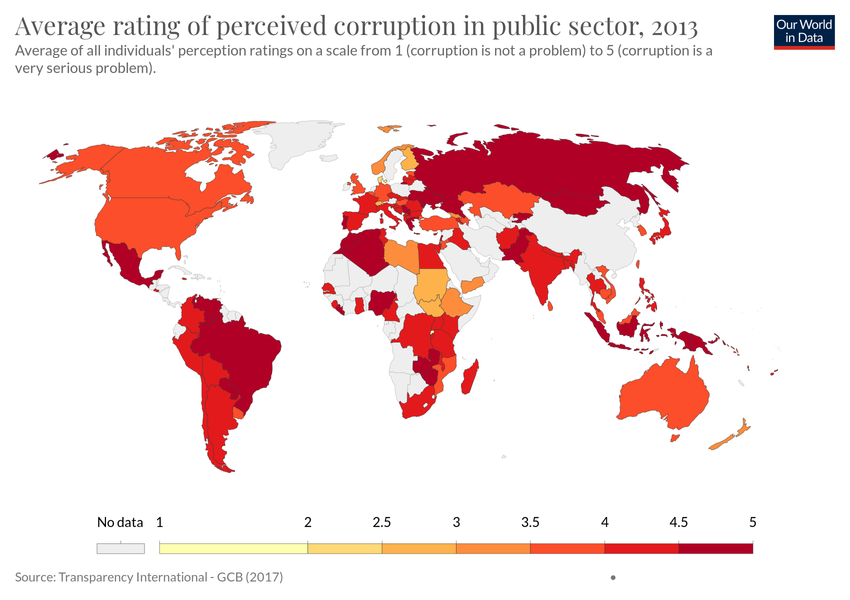 Average rating of perceived corruption in public sector, 2013
Our World
in Data
Average of all individuals' perception ratings on a scale from 1 (corruption is not a problem) to 5 (corruption is a
very serious problem).
No data 1 2 2.5 3 3.5 4 4.5 5
Source: Transparency International - GCB (2017)